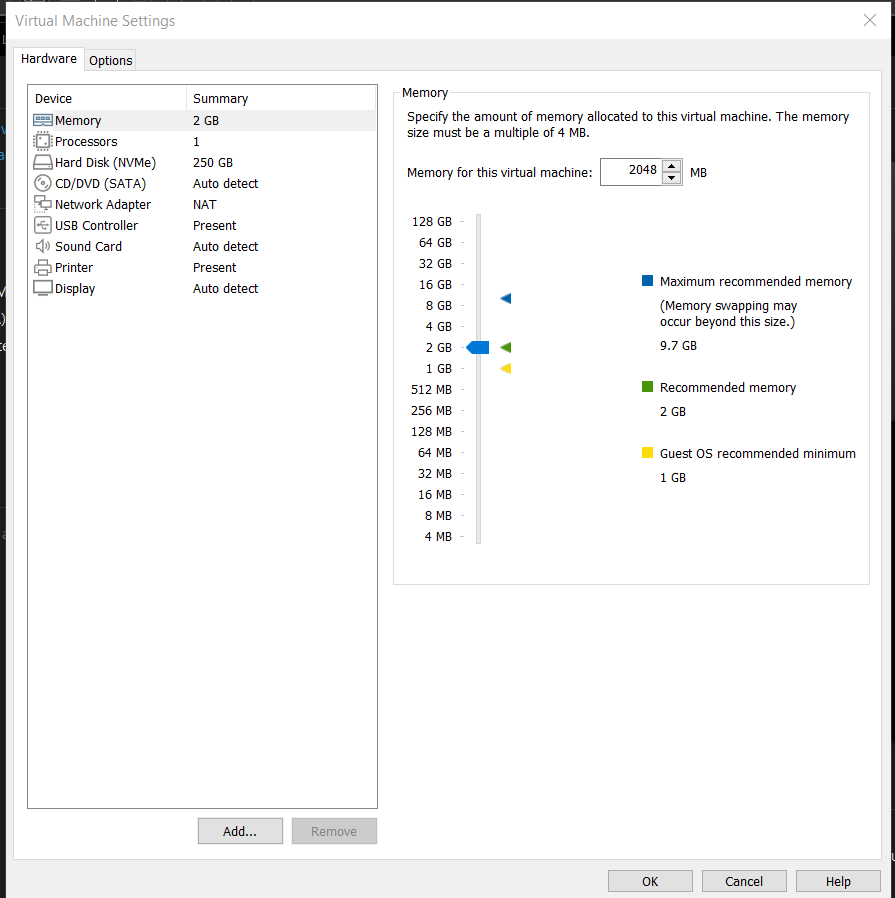 Virtual Machine Settings
Hardware
Options
Device Summary
Memory 2 GB
Processors 1
Hard Disk (NVMe) 250 GB
CD/DVD (SATA) Auto detect
Network Adapter NAT
USB Controller Present
Sound Card Auto detect
Printer Present
Display Auto detect
Add...
Remove
Memory
Specify the amount of memory allocated to this virtual machine. The memory
size must be a multiple of 4 MB.
Memory for this virtual machine: 2048 MB
128 GB
64 GB
32 GB
16 GB
8 GB
4 GB
2 GB
1 GB
512 MB
256 MB
128 MB
64 MB
32 MB
16 MB
8 MB
4 MB
Maximum recommended memory
(Memory swapping may
occur beyond this size.)
9.7 GB
Recommended memory
2 GB
Guest OS recommended minimum
1 GB
OK
Cancel
Help